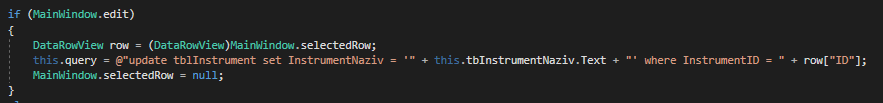 if (MainWindow.edit)
{
DataRowView row = (DataRowView)MainWindow.selectedRow;
this.query = @"update tblInstrument set InstrumentNaziv = '" + this.tbInstrumentNaziv.Text + "' where InstrumentID = " + row["ID"];
MainWindow.selectedRow = null;
}